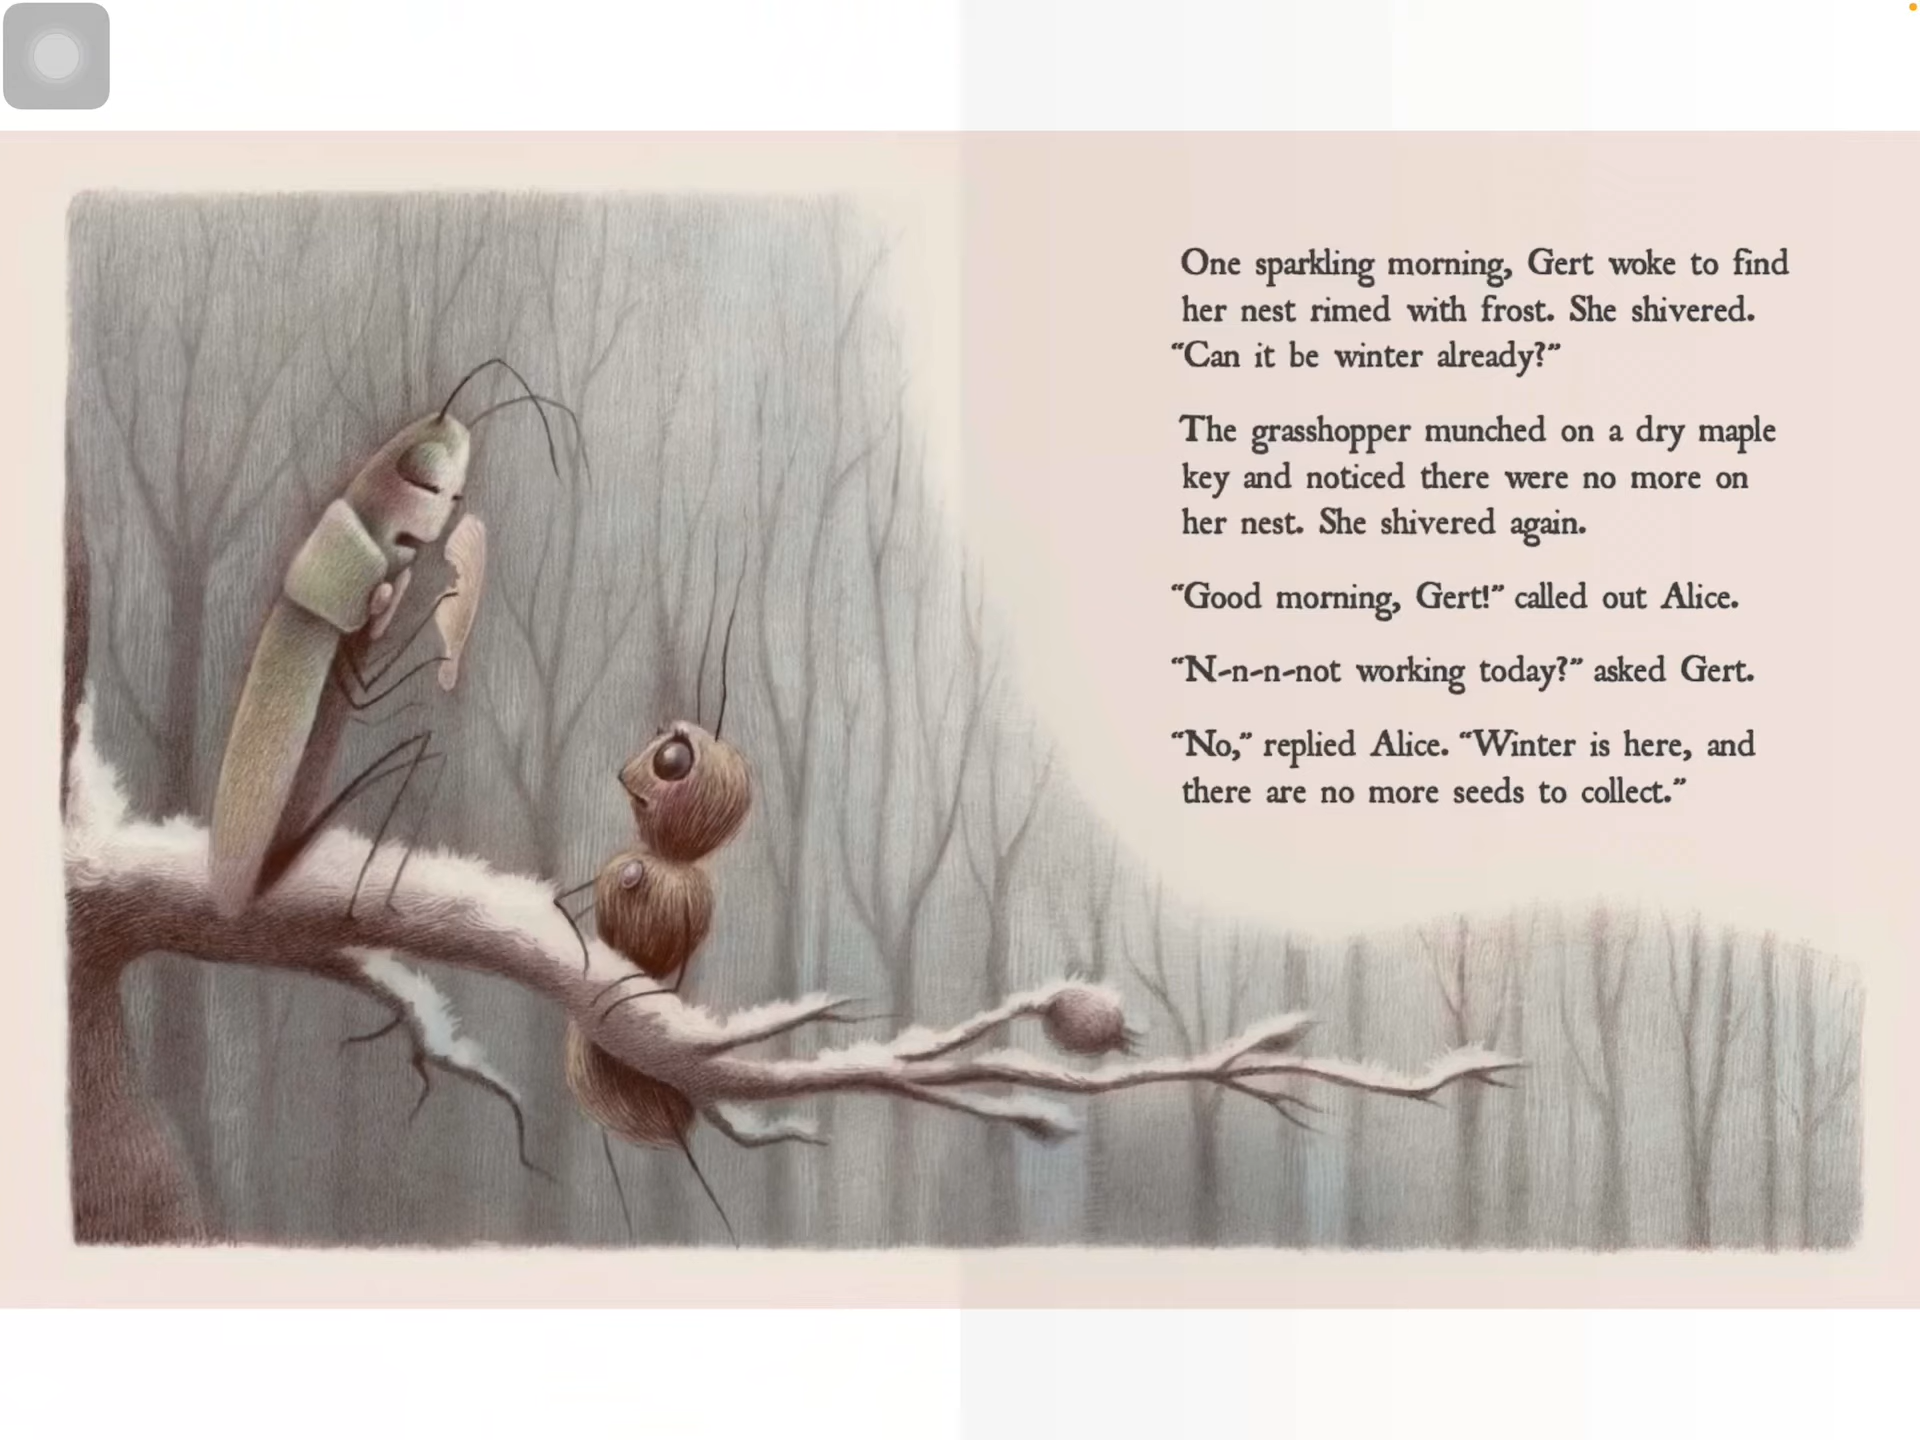 One sparkling morning, Gert woke to find
her nest rimed with frost. She shivered.
“Can it be winter already?”
The grasshopper munched on a dry maple
key and noticed there were no more on
her nest. She shivered again.
“Good morning, Gert!” called out Alice.
“N-n-n-not working today?” asked Gert.
“No,” replied Alice. “Winter is here, and
there are no more seeds to collect.”